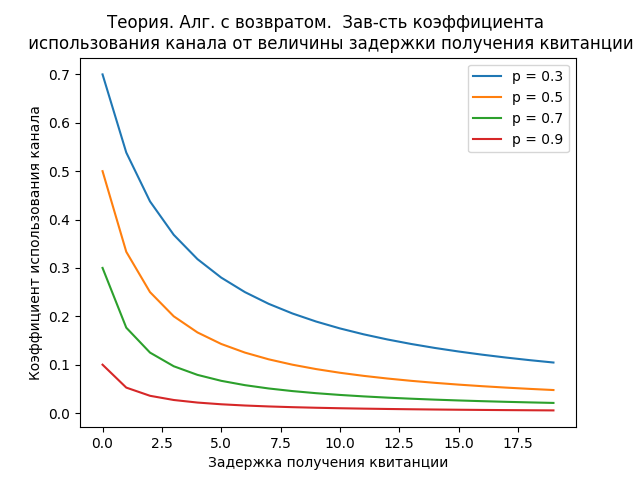 Теория. Алг. с возвратом.  Зав-сть коэффициента
использования канала от величины задержки получения квитанции
p = 0.3
p = 0.5
p = 0.7
p = 0.9
Коэффициент использования канала
0.7
0.6
0.5
0.4
0.3
0.2
0.1
0.0
0.0 2.5 5.0 7.5 10.0 12.5 15.0 17.5
Задержка получения квитанции